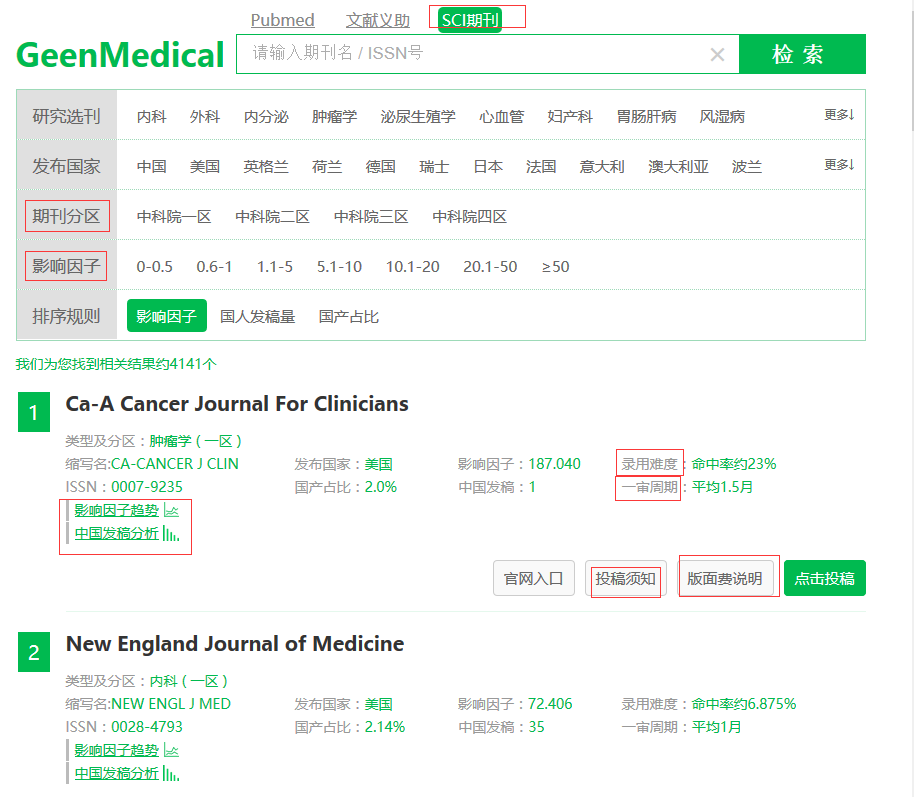 Pubmed 文献义助 SCI期刊
GeenMedical 请输入期刊名 / ISSN号 × 检 索
研究选刊 内科 外科 内分泌 肿瘤学 泌尿生殖学 心血管 妇产科 胃肠肝病 风湿病 更多↓
发布国家 中国 美国 英格兰 荷兰 德国 瑞士 日本 法国 意大利 澳大利亚 波兰 更多↓
期刊分区 中科院一区 中科院二区 中科院三区 中科院四区
影响因子 0-0.5 0.6-1 1.1-5 5.1-10 10.1-20 20.1-50 ≥50
排序规则 影响因子 国人发稿量 国产占比
我们为您找到相关结果约4141个
1 Ca-A Cancer Journal For Clinicians
类型及分区：肿瘤学（一区）
缩写名:CA-CANCER J CLIN 发布国家：美国 影响因子：187.040 录用难度：命中率约23%
ISSN：0007-9235 国产占比：2.0% 中国发稿：1 一审周期：平均1.5月
影响因子趋势
中国发稿分析
官网入口 投稿须知 版面费说明 点击投稿
2 New England Journal of Medicine
类型及分区：内科（一区）
缩写名:NEW ENGL J MED 发布国家：美国 影响因子：72.406 录用难度：命中率约6.875%
ISSN：0028-4793 国产占比：2.14% 中国发稿：35 一审周期：平均1月
影响因子趋势
中国发稿分析